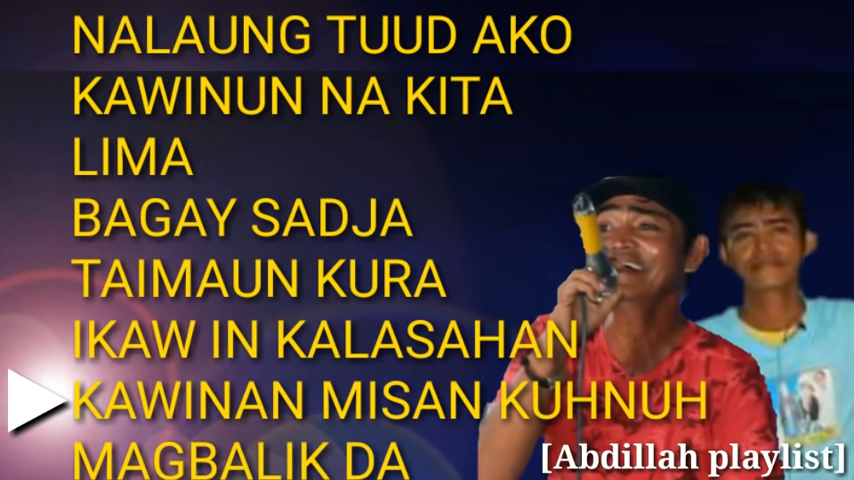 NALAUNG TUUD AKO
KAWINUN NA KITA
LIMA
BAGAY SADJA
TAIMAUN KURA
IKAW IN KALASAHAN
KAWINAN MISAN KUHNUH
MAGBALIK DA
[Abdillah playlist]